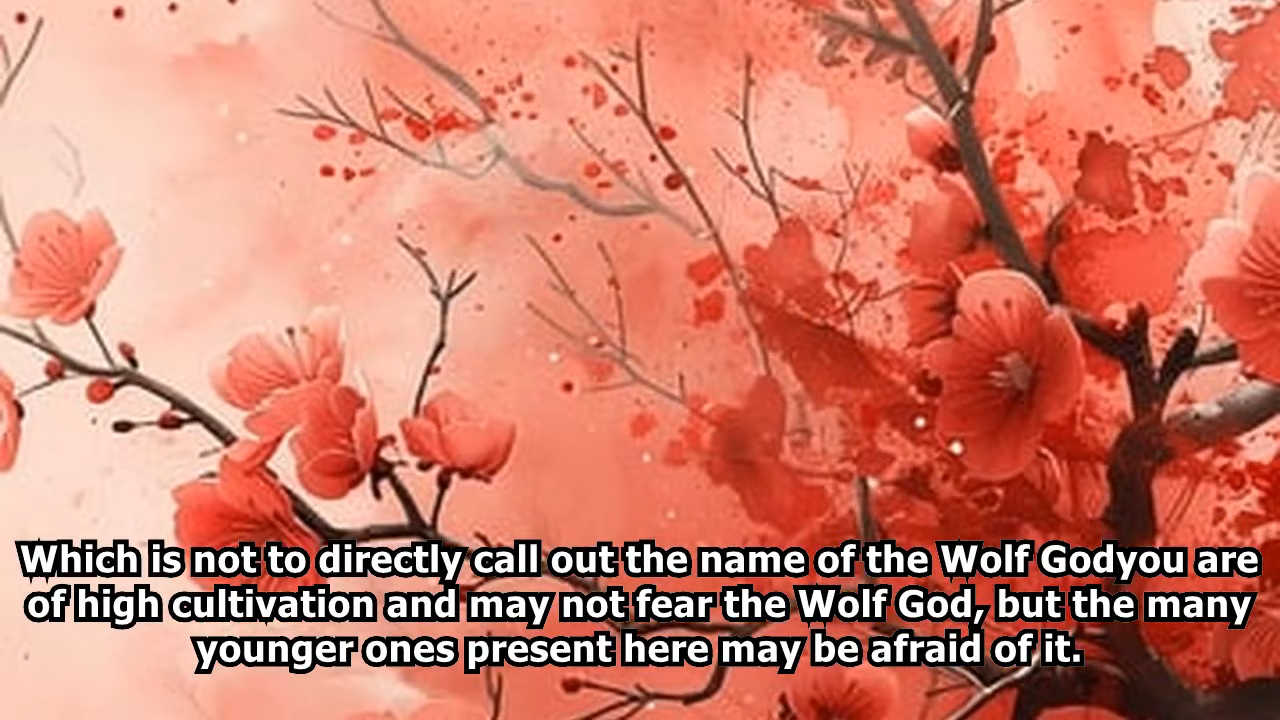 Which is not to directly call out the name of the Wolf Godyou are
of high cultivation and may not fear the Wolf God, but the many
younger ones present here may be afraid of it.